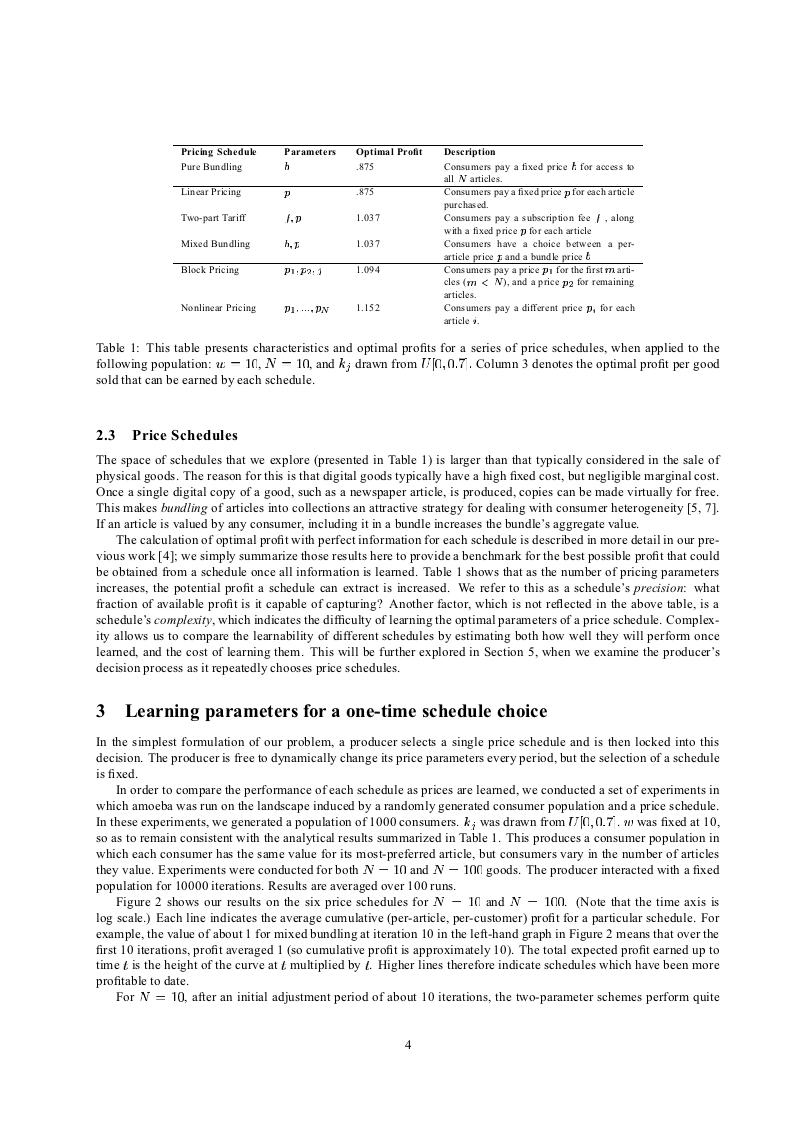 Pricing Schedule Parameters Optimal Profit Description
Pure Bundling b .875 Consumers pay a fixed price b for access to
all N articles.
Linear Pricing p .875 Consumers pay a fixed price p for each article
purchased.
Two-part Tariff f, p 1.037 Consumers pay a subscription fee f , along
with a fixed price p for each article
Mixed Bundling b, p 1.037 Consumers have a choice between a per-
article price p and a bundle price b
Block Pricing p1, p2, Consumers pay a price p1 for the first m arti-
1.094 cles (m < N), and a price p2 for remaining
articles.
Nonlinear Pricing p1, ..., pN 1.152 Consumers pay a different price pi for each
article i.
Table 1: This table presents characteristics and optimal profits for a series of price schedules, when applied to the
following population: w = 10, N = 10, and kj drawn from U[0, 0.7]. Column 3 denotes the optimal profit per good
sold that can be earned by each schedule.
2.3 Price Schedules
The space of schedules that we explore (presented in Table 1) is larger than that typically considered in the sale of
physical goods. The reason for this is that digital goods typically have a high fixed cost, but negligible marginal cost.
Once a single digital copy of a good, such as a newspaper article, is produced, copies can be made virtually for free.
This makes bundling of articles into collections an attractive strategy for dealing with consumer heterogeneity [5, 7].
If an article is valued by any consumer, including it in a bundle increases the bundle's aggregate value.
The calculation of optimal profit with perfect information for each schedule is described in more detail in our pre-
vious work [4]; we simply summarize those results here to provide a benchmark for the best possible profit that could
be obtained from a schedule once all information is learned. Table 1 shows that as the number of pricing parameters
increases, the potential profit a schedule can extract is increased. We refer to this as a schedule's precision: what
fraction of available profit is it capable of capturing? Another factor, which is not reflected in the above table, is a
schedule's complexity, which indicates the difficulty of learning the optimal parameters of a price schedule. Complex-
ity allows us to compare the learnability of different schedules by estimating both how well they will perform once
learned, and the cost of learning them. This will be further explored in Section 5, when we examine the producer's
decision process as it repeatedly chooses price schedules.
3 Learning parameters for a one-time schedule choice
In the simplest formulation of our problem, a producer selects a single price schedule and is then locked into this
decision. The producer is free to dynamically change its price parameters every period, but the selection of a schedule
is fixed.
In order to compare the performance of each schedule as prices are learned, we conducted a set of experiments in
which amoeba was run on the landscape induced by a randomly generated consumer population and a price schedule.
In these experiments, we generated a population of 1000 consumers. kj was drawn from U[0, 0.7]. w was fixed at 10,
so as to remain consistent with the analytical results summarized in Table 1. This produces a consumer population in
which each consumer has the same value for its most-preferred article, but consumers vary in the number of articles
they value. Experiments were conducted for both N = 10 and N = 100 goods. The producer interacted with a fixed
population for 10000 iterations. Results are averaged over 100 runs.
Figure 2 shows our results on the six price schedules for N = 10 and N = 100. (Note that the time axis is
log scale.) Each line indicates the average cumulative (per-article, per-customer) profit for a particular schedule. For
example, the value of about 1 for mixed bundling at iteration 10 in the left-hand graph in Figure 2 means that over the
first 10 iterations, profit averaged 1 (so cumulative profit is approximately 10). The total expected profit earned up to
time t is the height of the curve at t multiplied by t. Higher lines therefore indicate schedules which have been more
profitable to date.
For N = 10, after an initial adjustment period of about 10 iterations, the two-parameter schemes perform quite
4